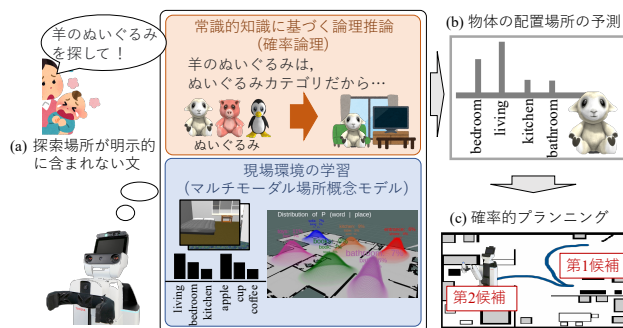 羊のぬいぐるみ
を探して！
(a) 探索場所が明示的
に含まれない文
常識的知識に基づく論理推論
(確率論理)
羊のぬいぐるみは,
ぬいぐるみカテゴリだから…
ぬいぐるみ
現場環境の学習
(マルチモーダル場所概念モデル)
living
bedroom
kitchen
apple
cup
coffee
Distribution of P (word | place)
(b) 物体の配置場所の予測
bedroom
living
kitchen
bathroom
(c) 確率的プランニング
第1候補
第2候補